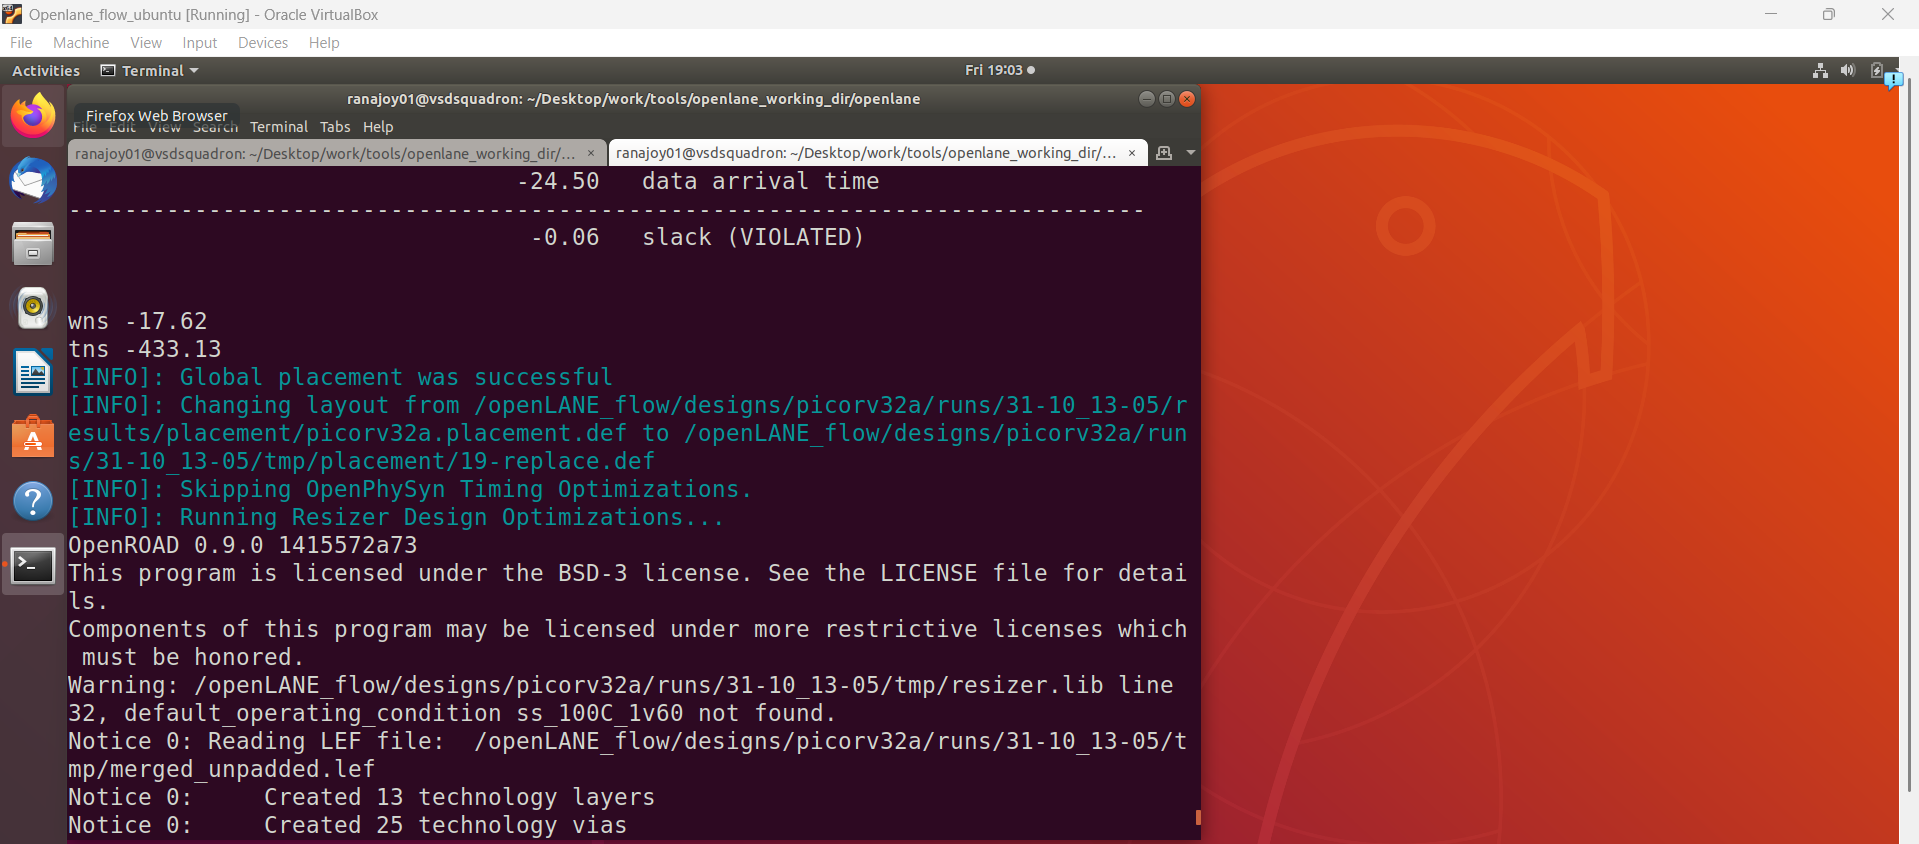 Openlane_flow_ubuntu [Running] - Oracle VirtualBox
File Machine View Input Devices Help
Activities Terminal Fri 19:03
ranajoy01@vsdsquadron: ~/Desktop/work/tools/openlane_working_dir/openlane
Firefox Web Browser
File Edit View Search Terminal Tabs Help
ranajoy01@vsdsquadron: ~/Desktop/work/tools/openlane_working_dir/... × ranajoy01@vsdsquadron: ~/Desktop/work/tools/openlane_working_dir/... ×
-24.50 data arrival time
-----------------------------------------------------------------------------
-0.06 slack (VIOLATED)
wns -17.62
tns -433.13
[INFO]: Global placement was successful
[INFO]: Changing layout from /openLANE_flow/designs/picorv32a/runs/31-10_13-05/r
esults/placement/picorv32a.placement.def to /openLANE_flow/designs/picorv32a/run
s/31-10_13-05/tmp/placement/19-replace.def
[INFO]: Skipping OpenPhySyn Timing Optimizations.
[INFO]: Running Resizer Design Optimizations...
OpenROAD 0.9.0 1415572a73
This program is licensed under the BSD-3 license. See the LICENSE file for detai
ls.
Components of this program may be licensed under more restrictive licenses which
must be honored.
Warning: /openLANE_flow/designs/picorv32a/runs/31-10_13-05/tmp/resizer.lib line
32, default_operating_condition ss_100C_1v60 not found.
Notice 0: Reading LEF file:  /openLANE_flow/designs/picorv32a/runs/31-10_13-05/t
mp/merged_unpadded.lef
Notice 0:     Created 13 technology layers
Notice 0:     Created 25 technology vias